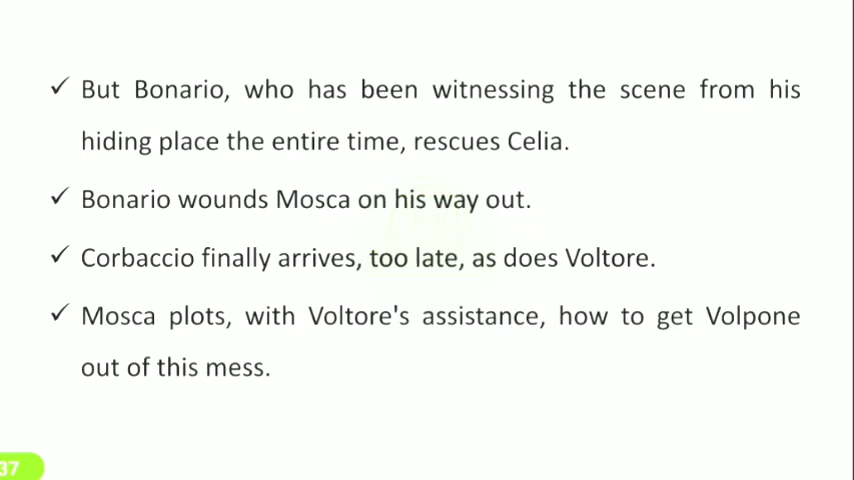 ✓ But Bonario, who has been witnessing the scene from his
hiding place the entire time, rescues Celia.
✓ Bonario wounds Mosca on his way out.
✓ Corbaccio finally arrives, too late, as does Voltore.
✓ Mosca plots, with Voltore's assistance, how to get Volpone
out of this mess.
37